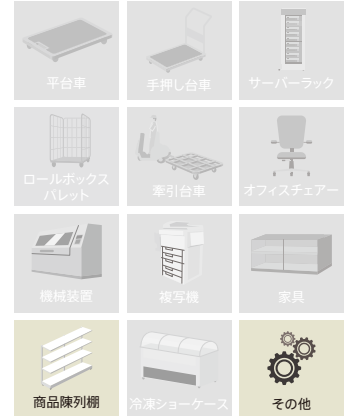 平台車
手押し台車
サーバーラック
ロールボックス
パレット
牽引台車
オフィスチェアー
機械装置
複写機
家具
商品陳列棚
冷凍ショーケース
その他